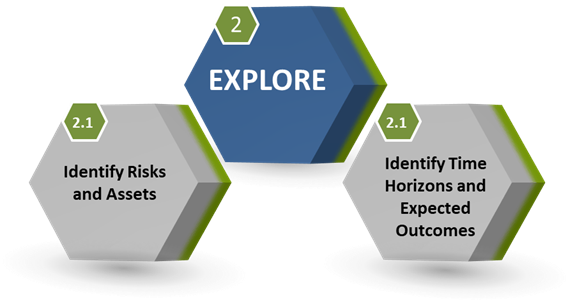 2
EXPLORE
2.1
Identify Risks
and Assets
2.1
Identify Time
Horizons and
Expected
Outcomes